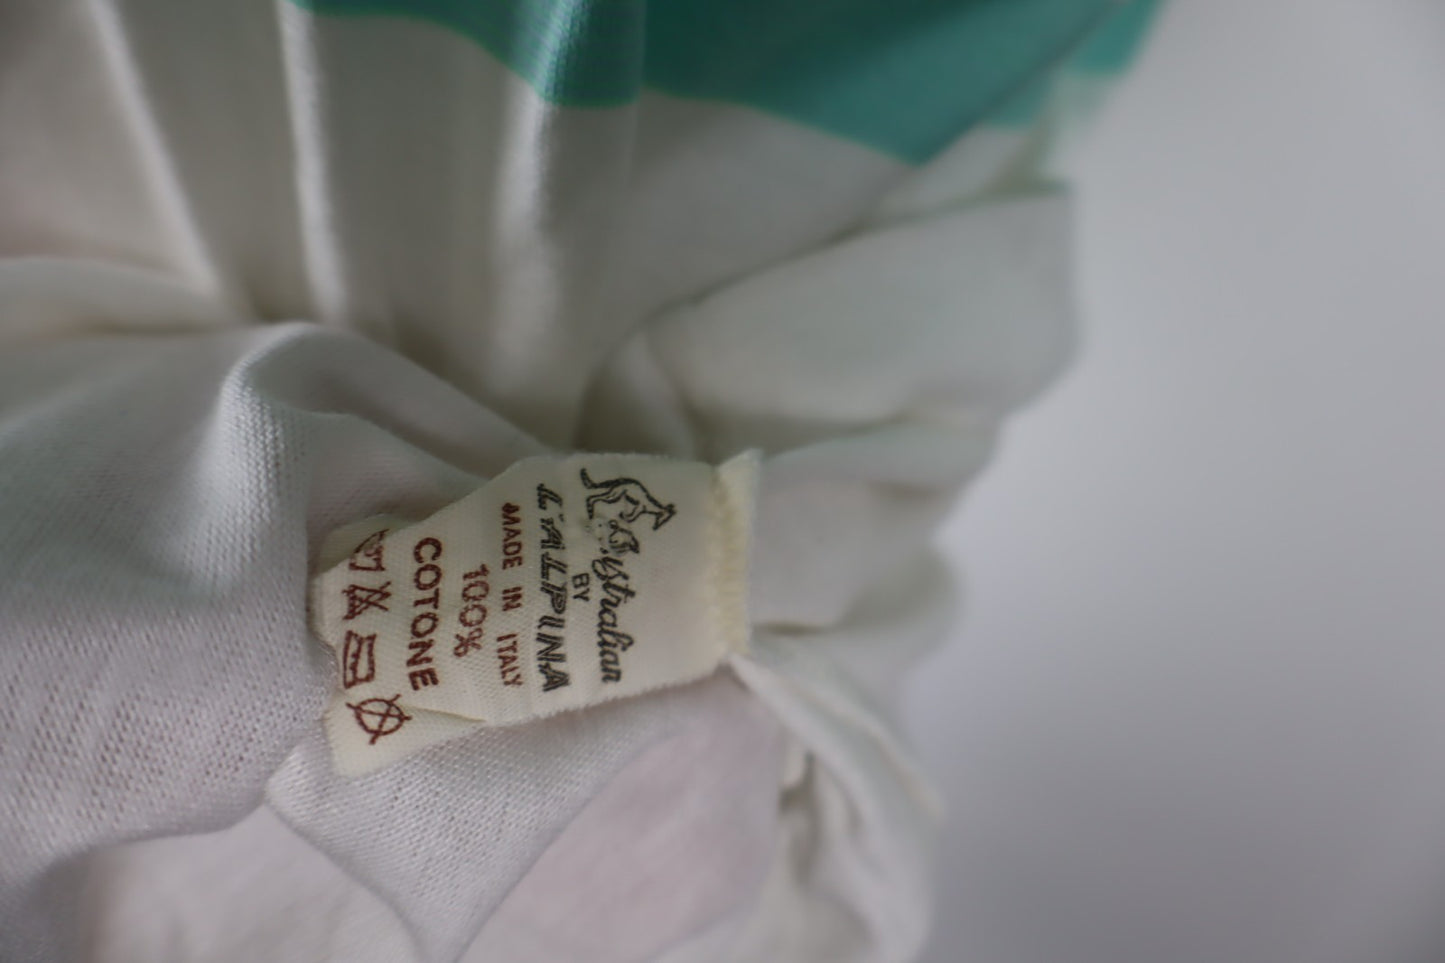 Australian
BY
L'ALPINA
MADE IN ITALY
100%
COTONE